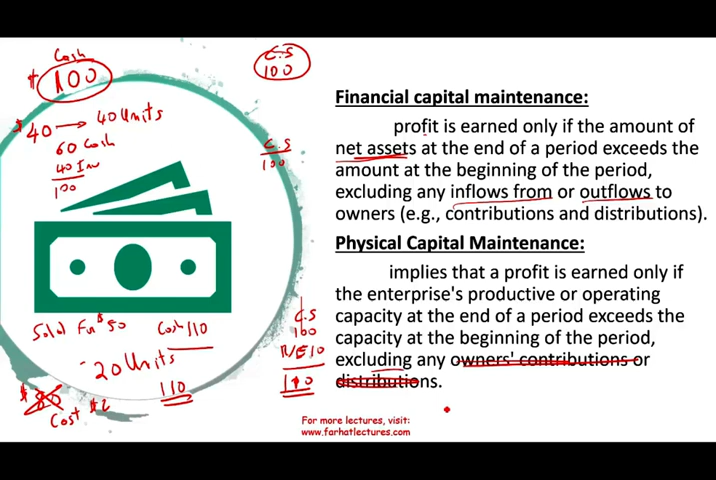 Cash
$ 100
C.S
100
$40 → 40 Units
60 Cash
40 Inv
100
C.S
100
Financial capital maintenance:
profit is earned only if the amount of
net assets at the end of a period exceeds the
amount at the beginning of the period,
excluding any inflows from or outflows to
owners (e.g., contributions and distributions).
Physical Capital Maintenance:
implies that a profit is earned only if
the enterprise's productive or operating
capacity at the end of a period exceeds the
capacity at the beginning of the period,
excluding any owners' contributions or
distributions.
Sold For $50
Cash 110
20 Units
110
Cost $2
C.S
100
R/E 10
110
For more lectures, visit:
www.farhatlectures.com